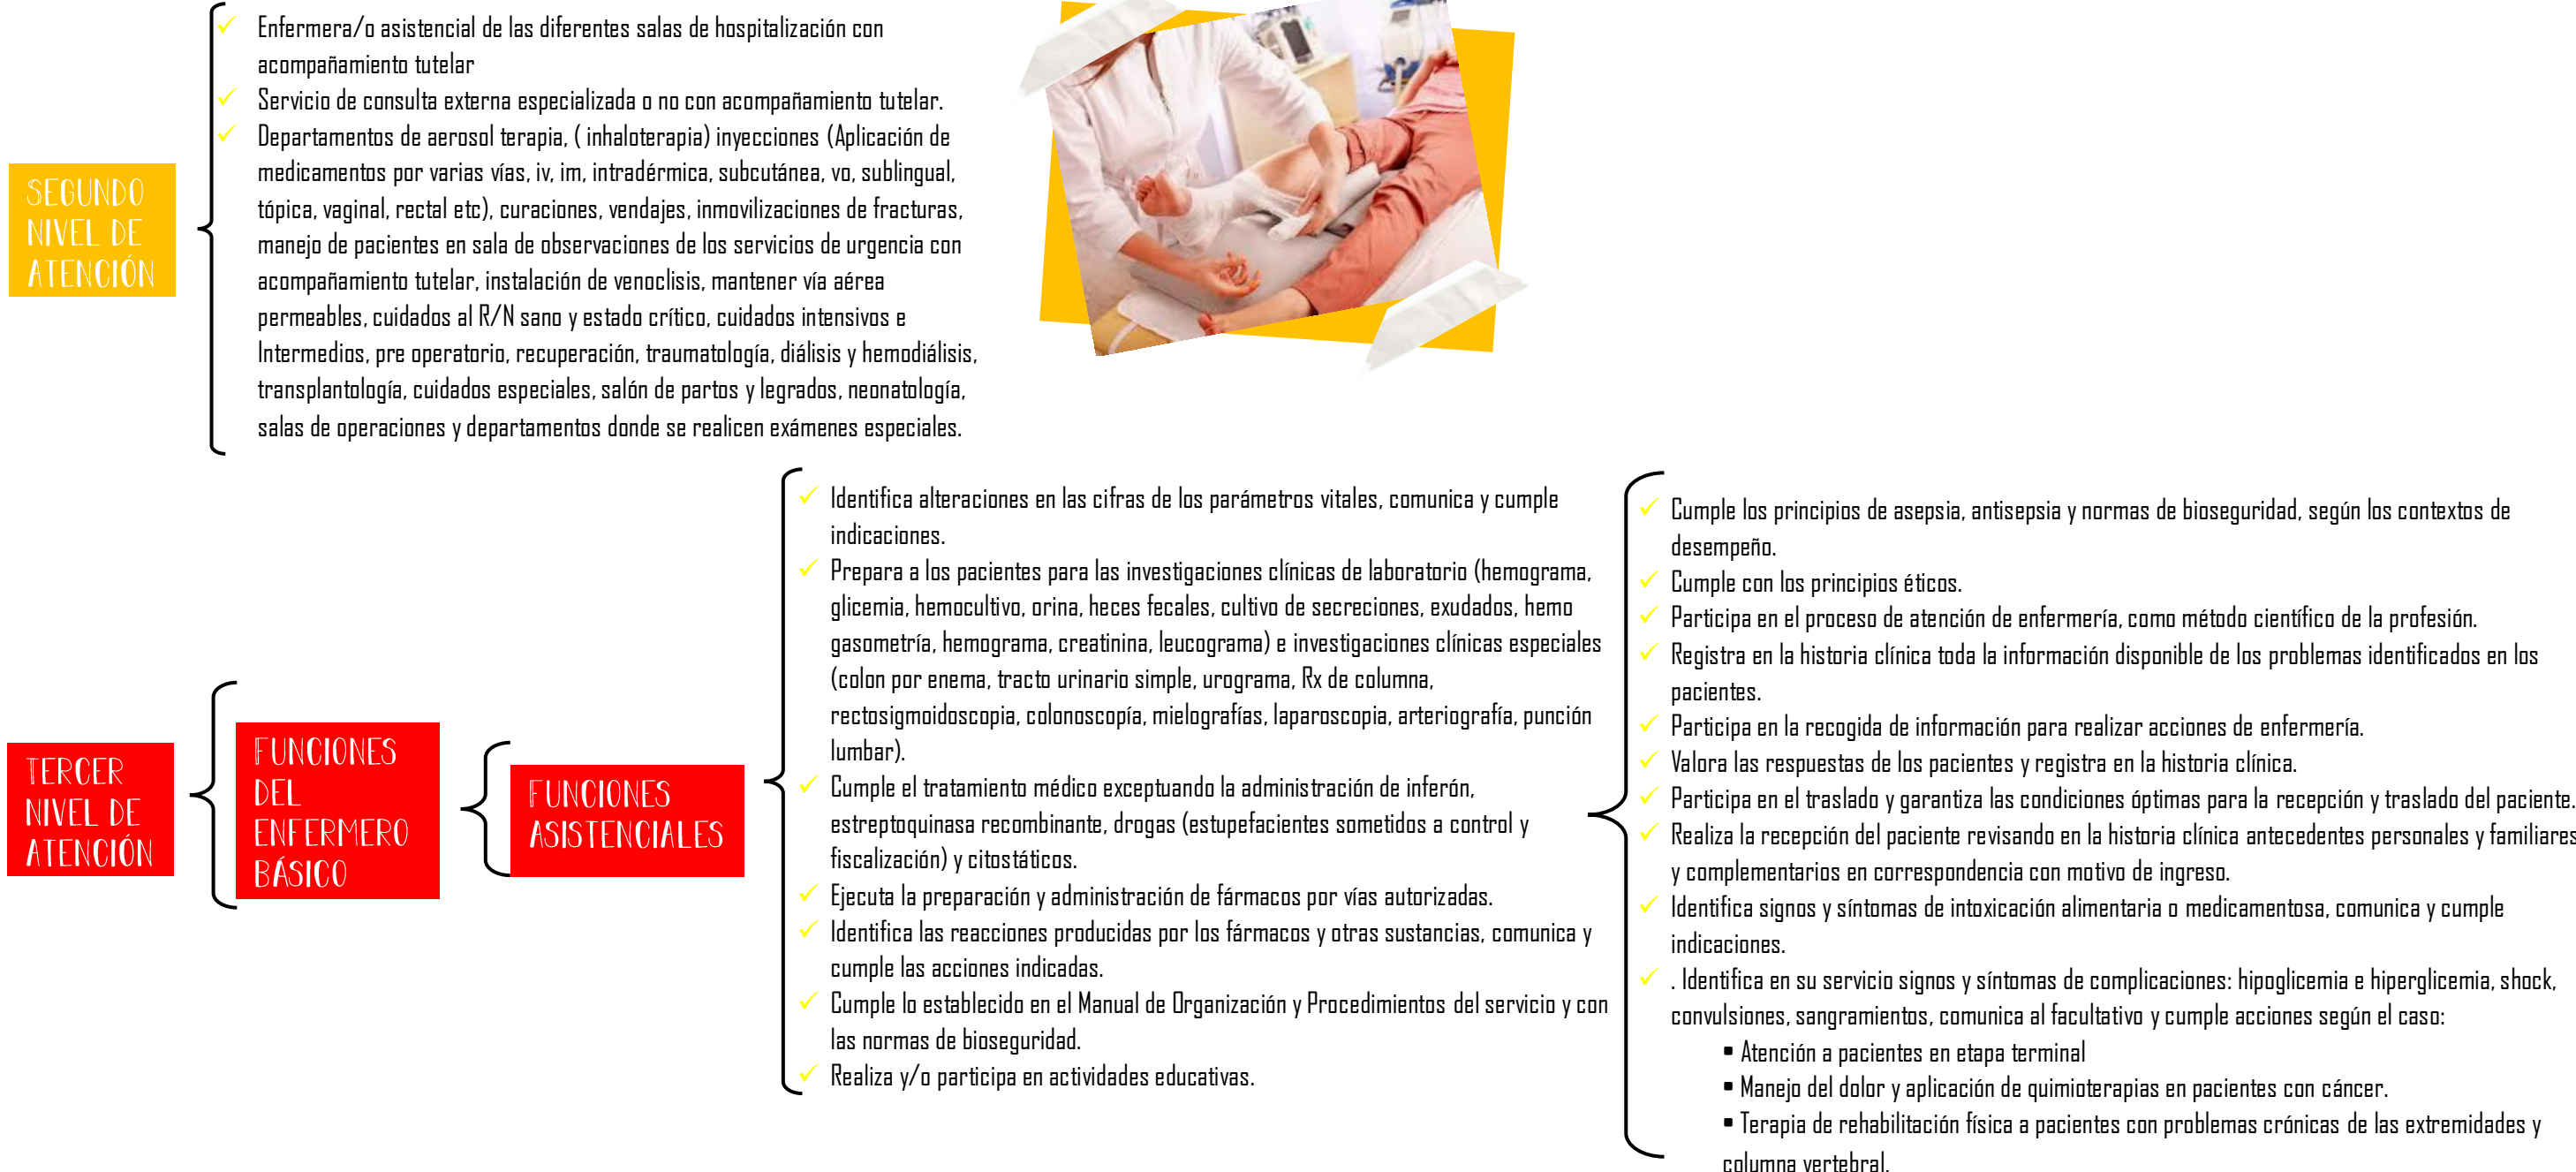 SEGUNDO
NIVEL DE
ATENCIÓN
Enfermera/o asistencial de las diferentes salas de hospitalización con
acompañamiento tutelar
Servicio de consulta externa especializada o no con acompañamiento tutelar.
Departamentos de aerosol terapia, ( inhaloterapia) inyecciones (Aplicación de
medicamentos por varias vías, iv, im, intradérmica, subcutánea, vo, sublingual,
tópica, vaginal, rectal etc), curaciones, vendajes, inmovilizaciones de fracturas,
manejo de pacientes en sala de observaciones de los servicios de urgencia con
acompañamiento tutelar, instalación de venoclisis, mantener vía aérea
permeables, cuidados al R/N sano y estado crítico, cuidados intensivos e
Intermedios, pre operatorio, recuperación, traumatología, diálisis y hemodiálisis,
transplantología, cuidados especiales, salón de partos y legrados, neonatología,
salas de operaciones y departamentos donde se realicen exámenes especiales.
TERCER
NIVEL DE
ATENCIÓN
FUNCIONES
DEL
ENFERMERO
BÁSICO
FUNCIONES
ASISTENCIALES
Identifica alteraciones en las cifras de los parámetros vitales, comunica y cumple
indicaciones.
Prepara a los pacientes para las investigaciones clínicas de laboratorio (hemograma,
glicemia, hemocultivo, orina, heces fecales, cultivo de secreciones, exudados, hemo
gasometría, hemograma, creatinina, leucograma) e investigaciones clínicas especiales
(colon por enema, tracto urinario simple, urograma, Rx de columna,
rectosigmoidoscopia, colonoscopía, mielografías, laparoscopia, arteriografía, punción
lumbar).
Cumple el tratamiento médico exceptuando la administración de inferón,
estreptoquinasa recombinante, drogas (estupefacientes sometidos a control y
fiscalización) y citostáticos.
Ejecuta la preparación y administración de fármacos por vías autorizadas.
Identifica las reacciones producidas por los fármacos y otras sustancias, comunica y
cumple las acciones indicadas.
Cumple lo establecido en el Manual de Organización y Procedimientos del servicio y con
las normas de bioseguridad.
Realiza y/o participa en actividades educativas.
Cumple los principios de asepsia, antisepsia y normas de bioseguridad, según los contextos de
desempeño.
Cumple con los principios éticos.
Participa en el proceso de atención de enfermería, como método científico de la profesión.
Registra en la historia clínica toda la información disponible de los problemas identificados en los
pacientes.
Participa en la recogida de información para realizar acciones de enfermería.
Valora las respuestas de los pacientes y registra en la historia clínica.
Participa en el traslado y garantiza las condiciones óptimas para la recepción y traslado del paciente.
Realiza la recepción del paciente revisando en la historia clínica antecedentes personales y familiares
y complementarios en correspondencia con motivo de ingreso.
Identifica signos y síntomas de intoxicación alimentaria o medicamentosa, comunica y cumple
indicaciones.
. Identifica en su servicio signos y síntomas de complicaciones: hipoglicemia e hiperglicemia, shock,
convulsiones, sangramientos, comunica al facultativo y cumple acciones según el caso:
▪ Atención a pacientes en etapa terminal
▪ Manejo del dolor y aplicación de quimioterapias en pacientes con cáncer.
▪ Terapia de rehabilitación física a pacientes con problemas crónicas de las extremidades y
columna vertebral.